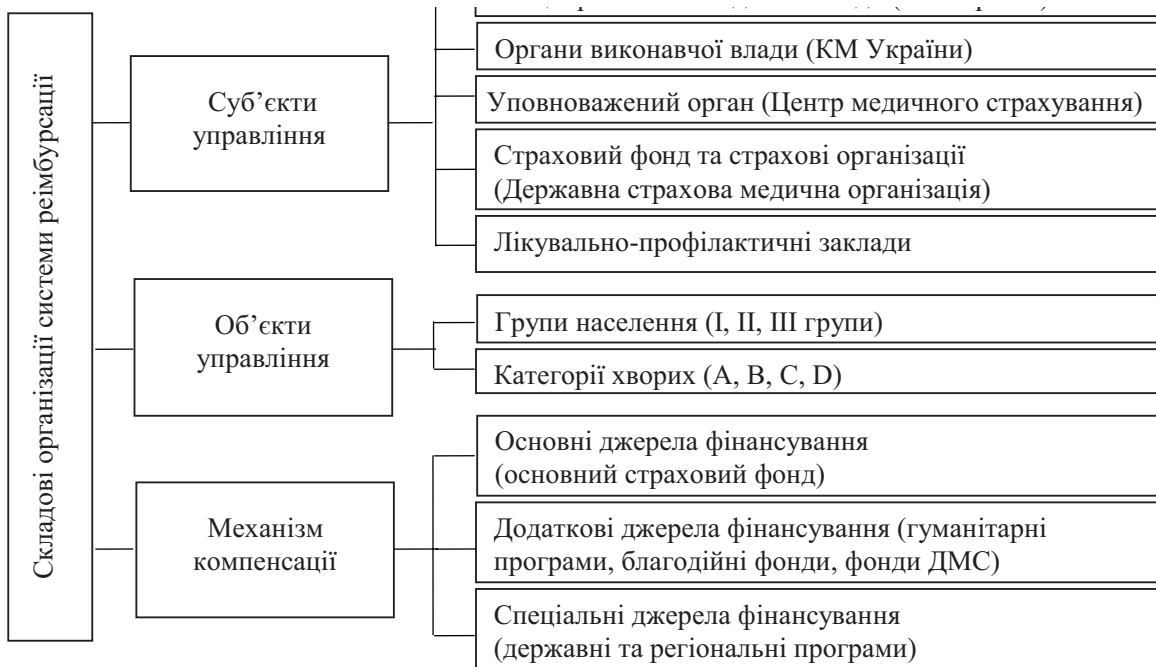 Складові організації системи реімбурсації
Суб’єкти
управління
Органи виконавчої влади (КМ України)
Уповноважений орган (Центр медичного страхування)
Страховий фонд та страхові організації
(Державна страхова медична організація)
Лікувально-профілактичні заклади
Об’єкти
управління
Групи населення (I, II, III групи)
Категорії хворих (A, B, C, D)
Механізм
компенсації
Основні джерела фінансування
(основний страховий фонд)
Додаткові джерела фінансування (гуманітарні
програми, благодійні фонди, фонди ДМС)
Спеціальні джерела фінансування
(державні та регіональні програми)